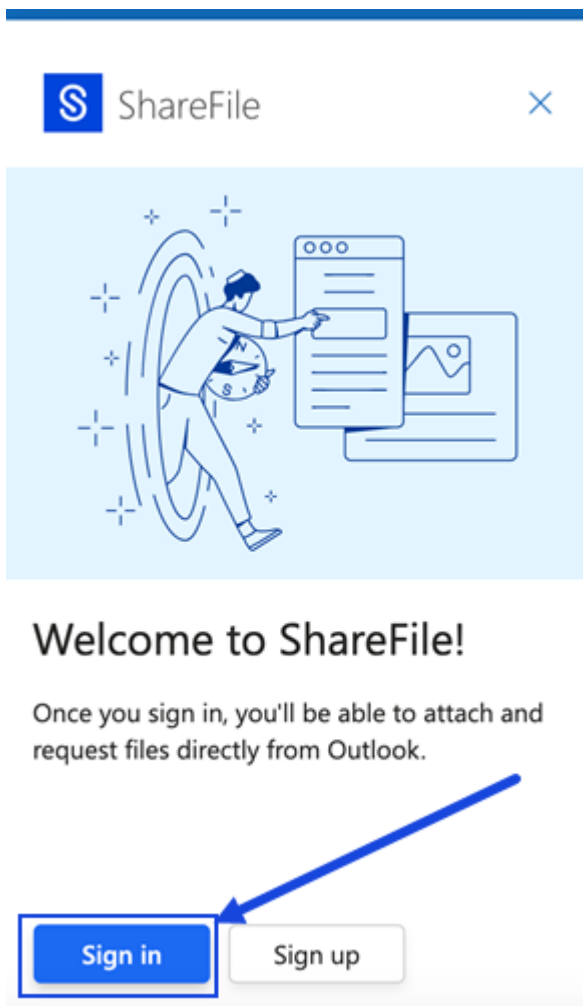 S ShareFile
N
S
Welcome to ShareFile!
Once you sign in, you'll be able to attach and
request files directly from Outlook.
Sign in
Sign up